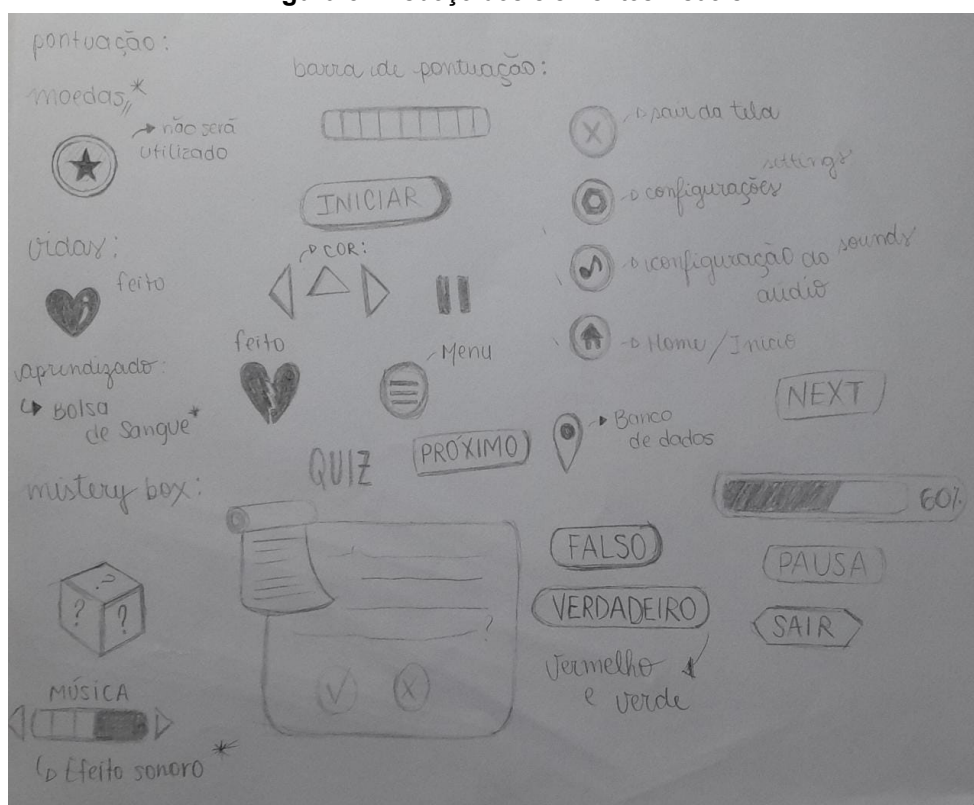 pontuação:
barra de pontuação:
moedas*
não será
utilizado
sair da tela
INICIAR
settings
configurações
vidas:
feito
COR:
configuração do sounds
audio
feito
Menu
Home/Início
aprendizado:
Bolsa
de Sangue*
NEXT
Banco
de dados
QUIZ
PRÓXIMO
mistery box:
60%
FALSO
PAUSA
? ? ?
VERDADEIRO
?
SAIR
Vermelho
e verde
MÚSICA
Efeito sonoro*